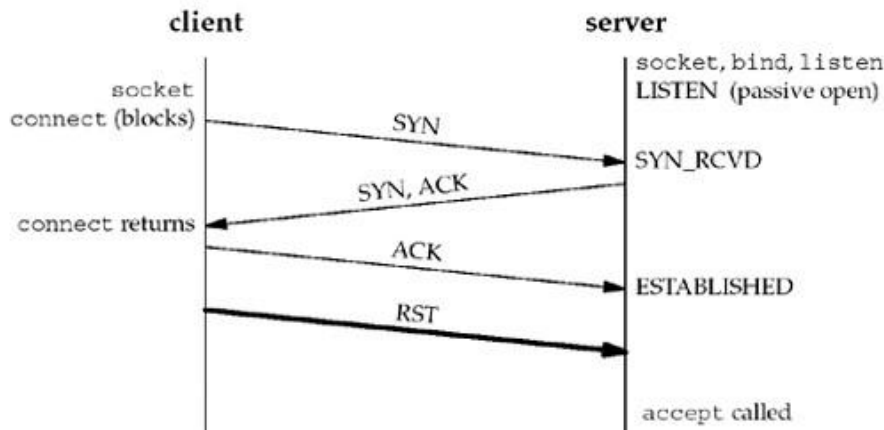 client
server
socket, bind, listen
LISTEN (passive open)
socket
connect (blocks)
SYN
SYN_RCVD
SYN, ACK
connect returns
ACK
ESTABLISHED
RST
accept called